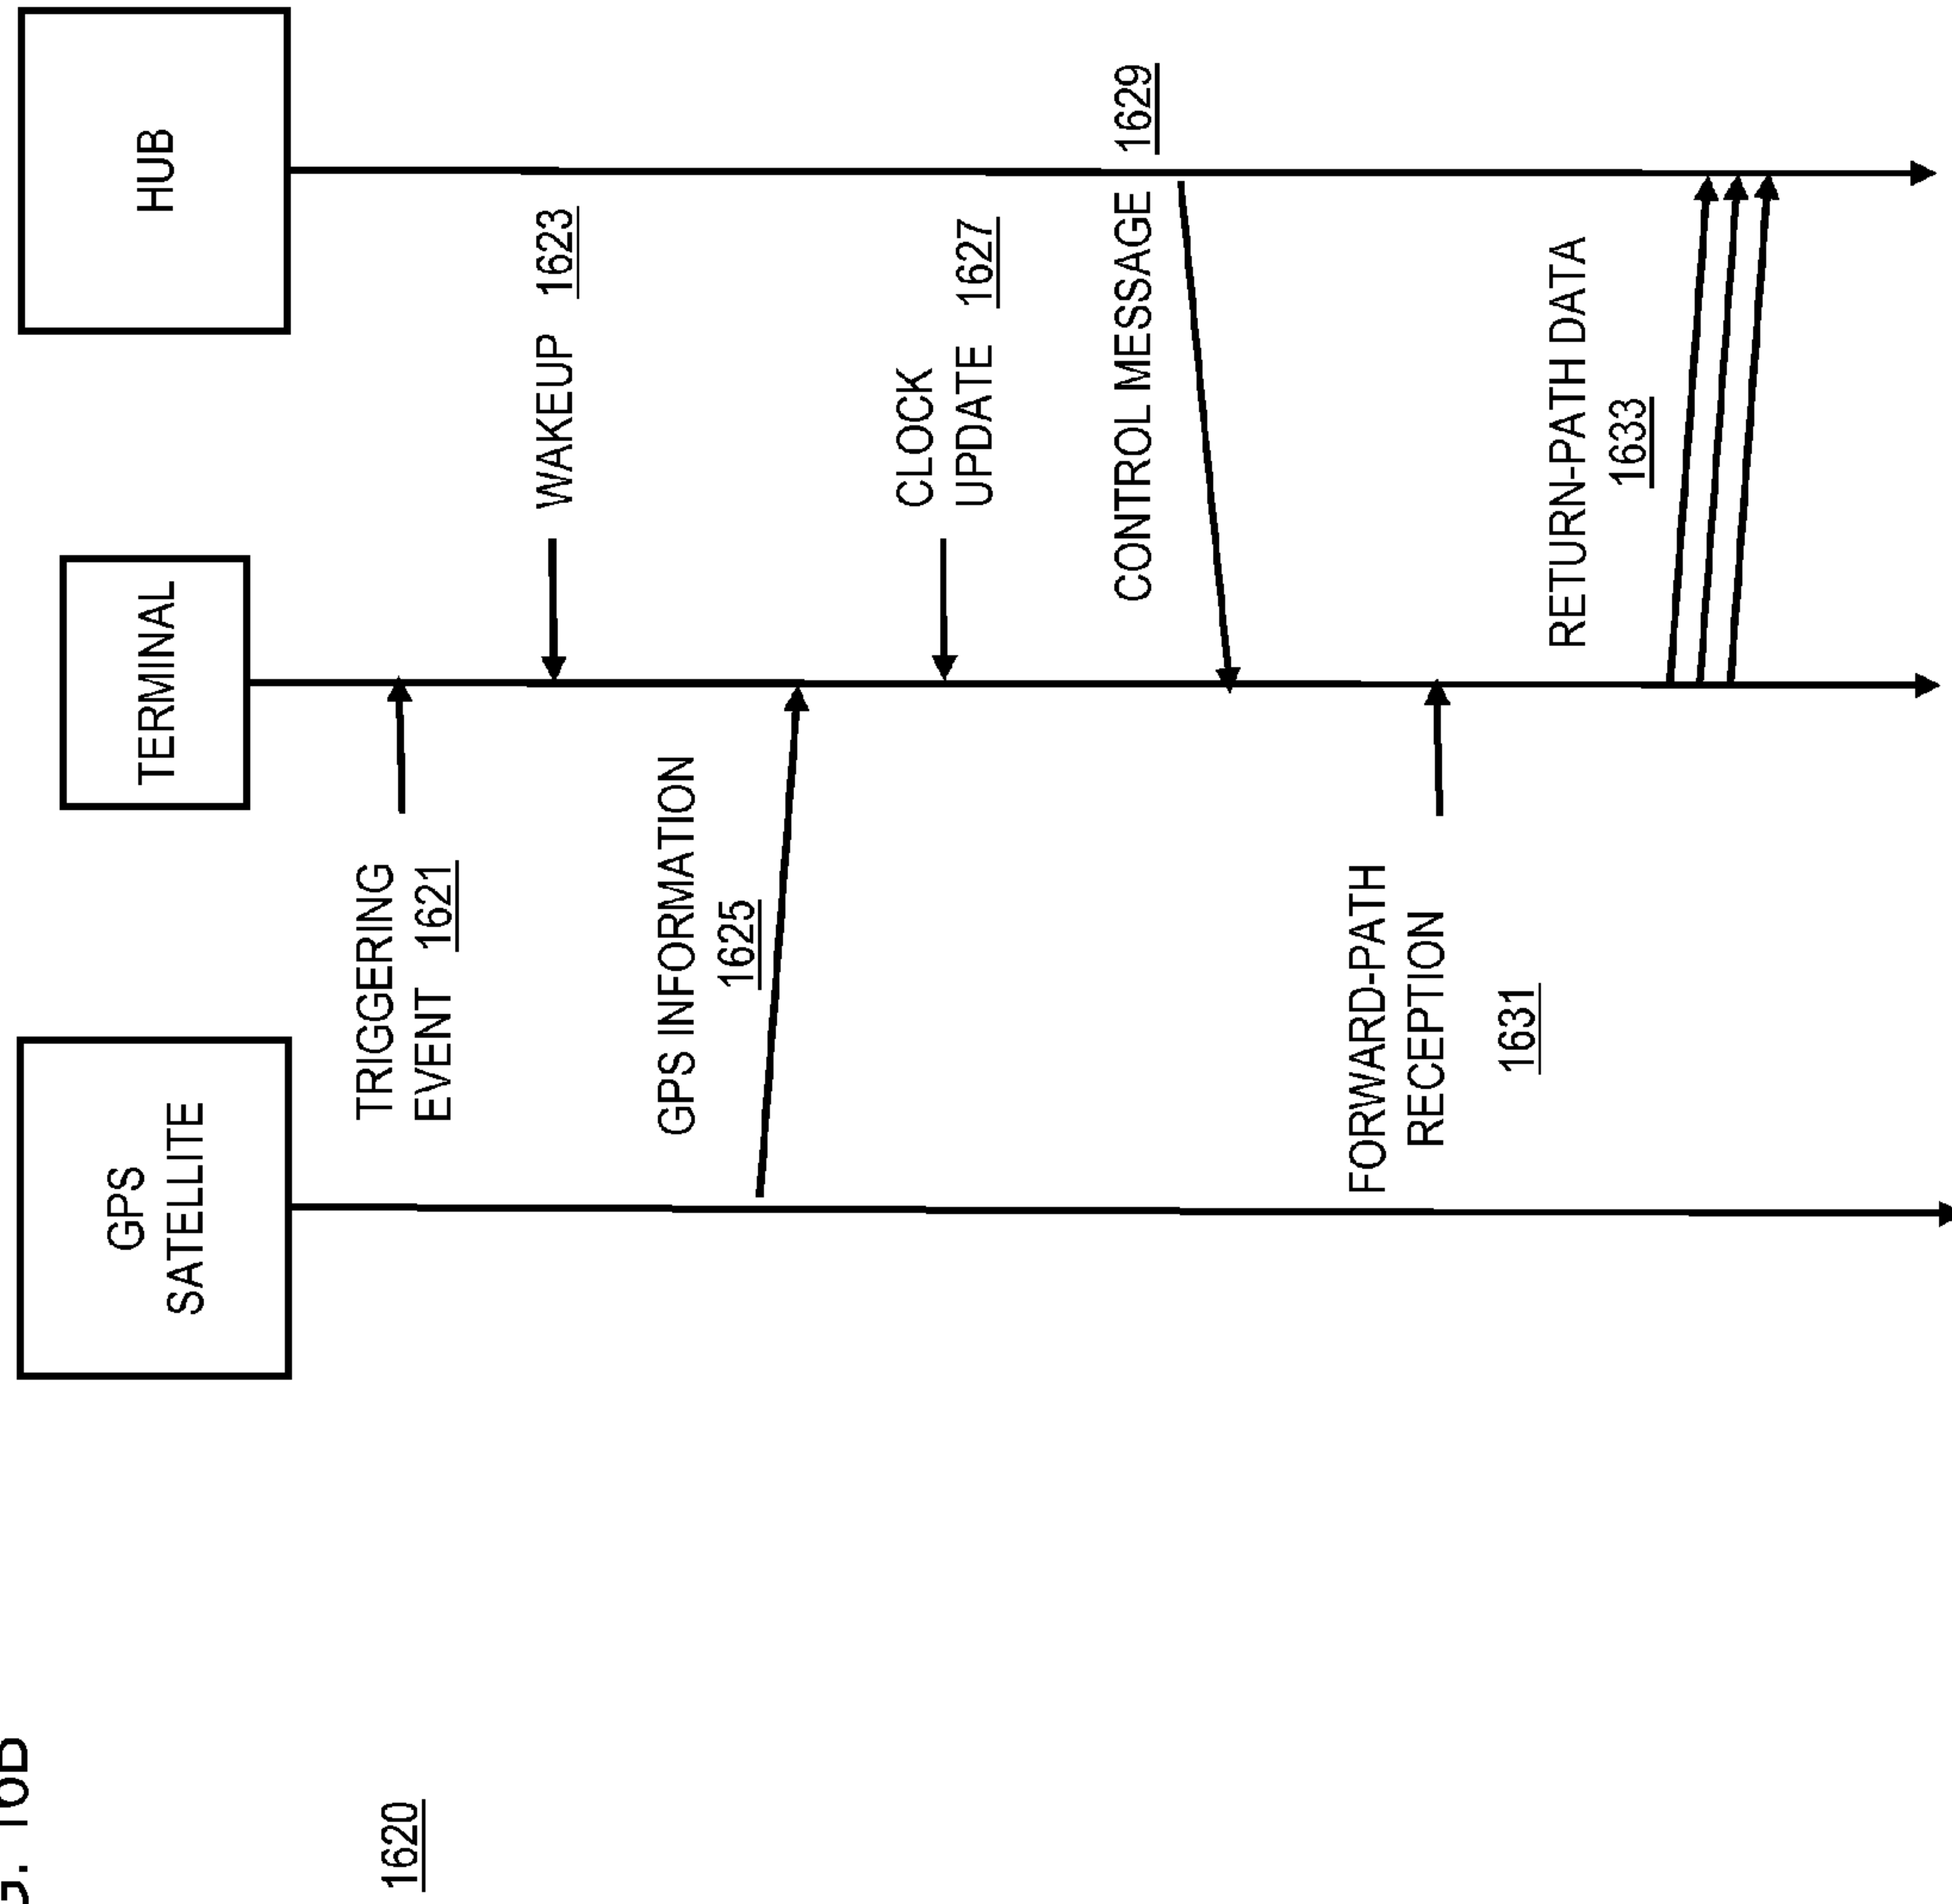 GPS
SATELLITE
TERMINAL
HUB
1620
TRIGGERING
EVENT 1621
WAKEUP 1623
GPS INFORMATION
1625
CLOCK
UPDATE 1627
CONTROL MESSAGE 1629
FORWARD-PATH
RECEPTION
1631
RETURN-PATH DATA
1633